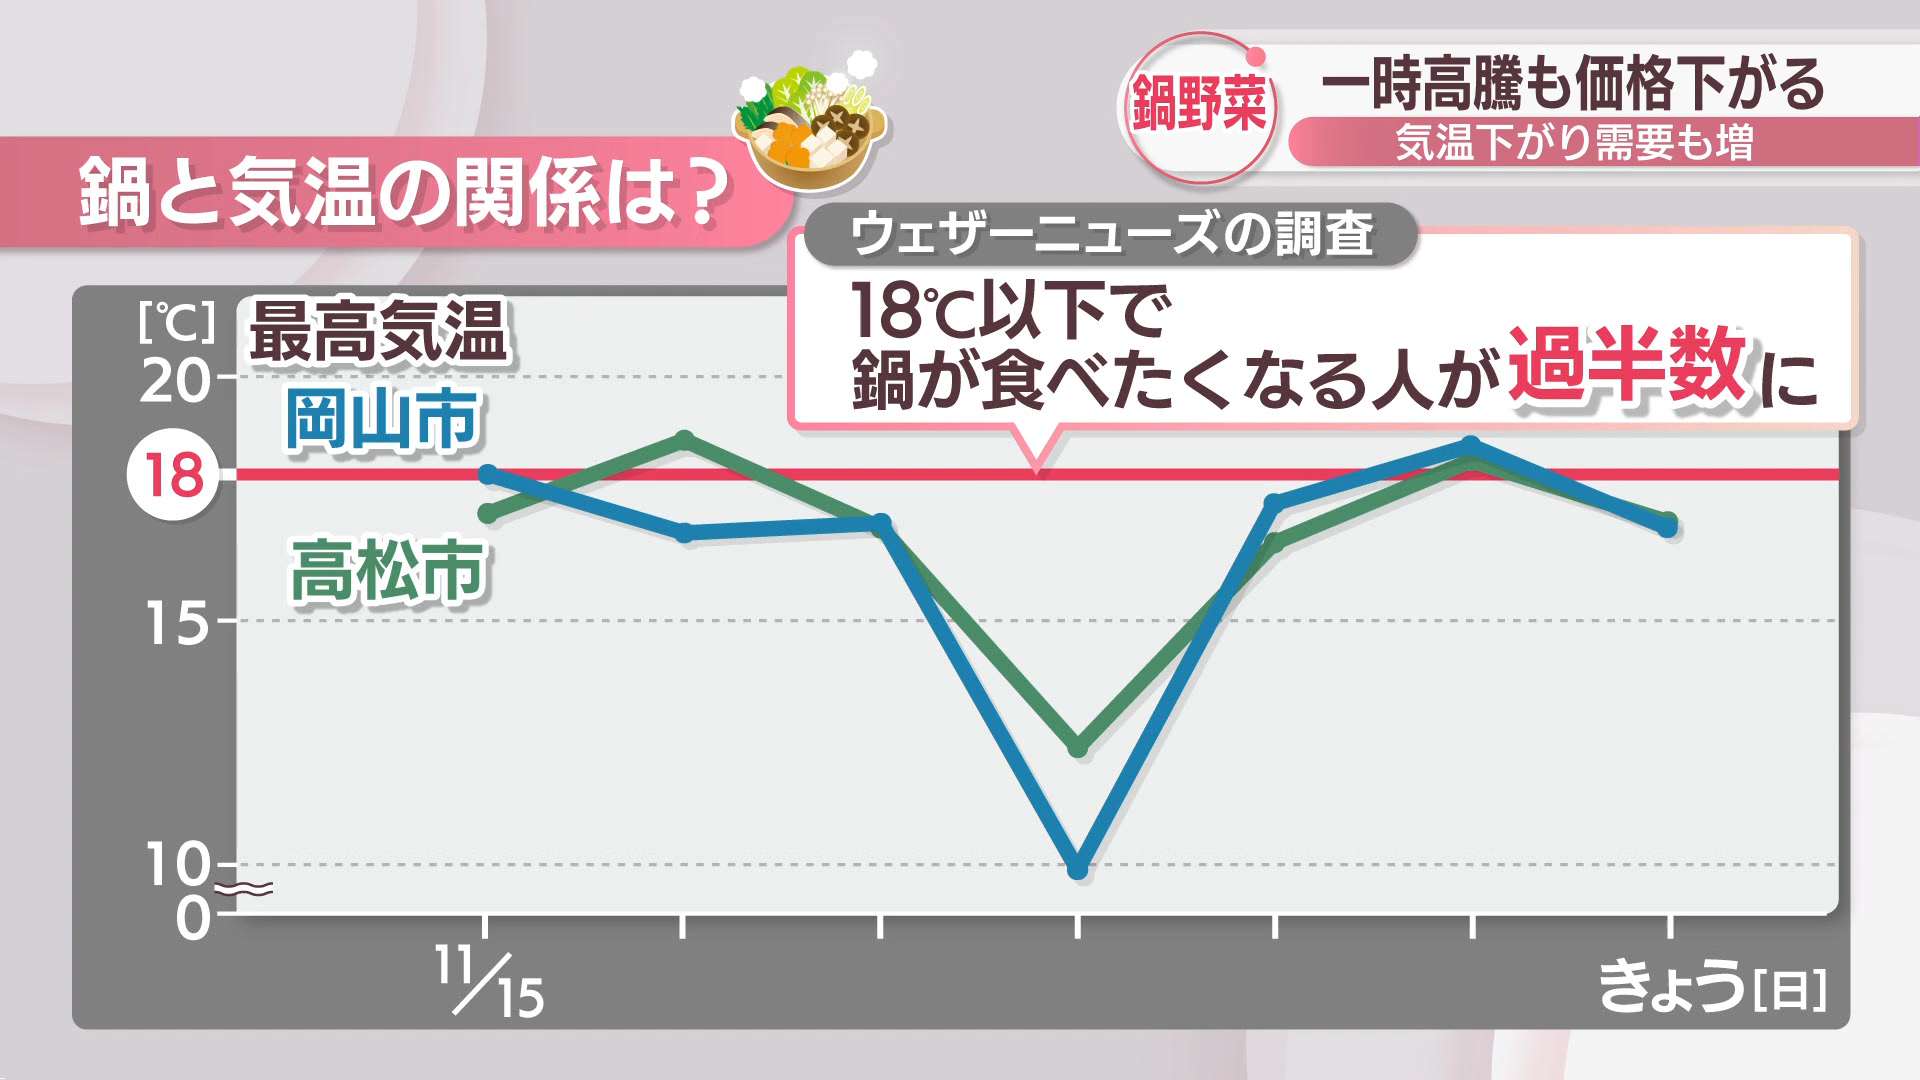 鍋野菜
一時高騰も価格下がる
気温下がり需要も増
鍋と気温の関係は？
ウェザーニューズの調査
18℃以下で
鍋が食べたくなる人が過半数に
[℃]
最高気温
20
岡山市
18
高松市
15
10
0
11/15
きょう[日]